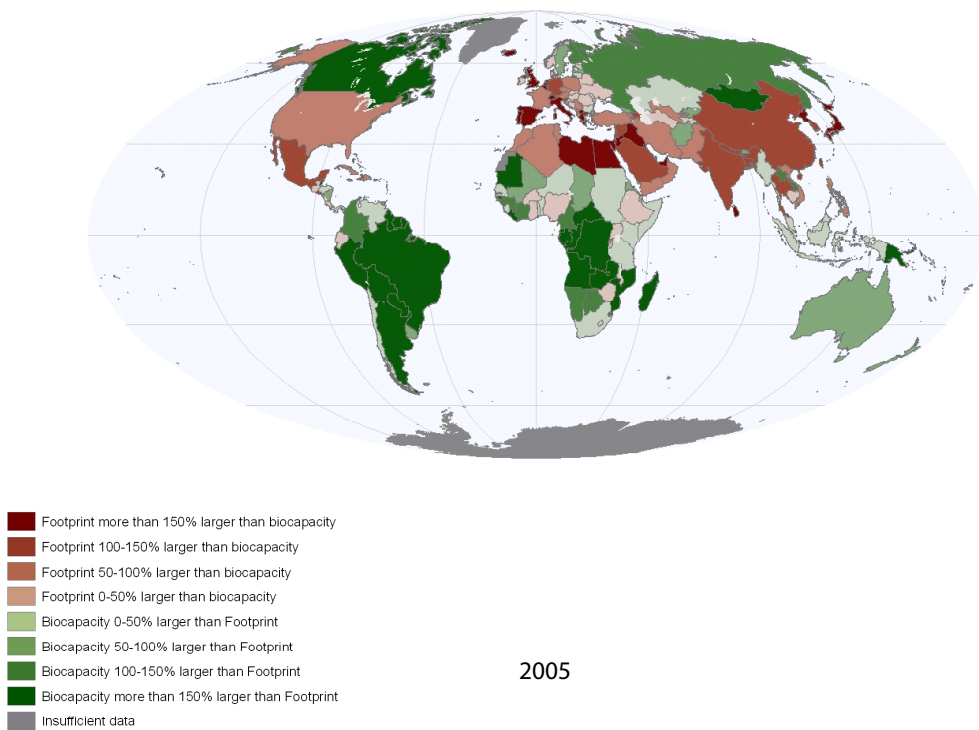 Footprint more than 150% larger than biocapacity
Footprint 100-150% larger than biocapacity
Footprint 50-100% larger than biocapacity
Footprint 0-50% larger than biocapacity
Biocapacity 0-50% larger than Footprint
Biocapacity 50-100% larger than Footprint
Biocapacity 100-150% larger than Footprint
Biocapacity more than 150% larger than Footprint
Insufficient data
2005